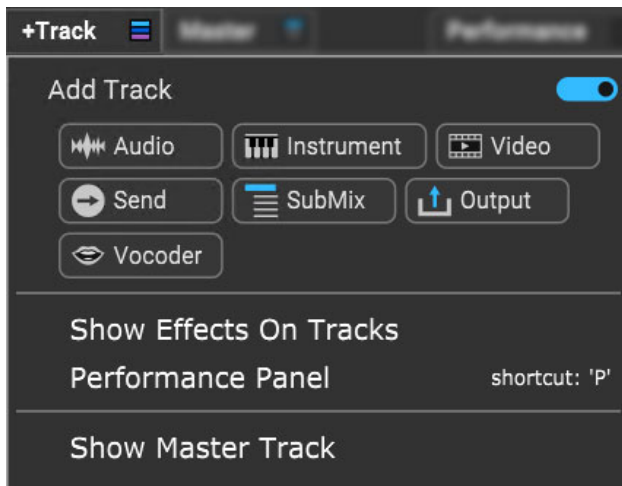 +Track
Add Track
Audio Instrument Video
Send SubMix Output
Vocoder
Show Effects On Tracks
Performance Panel shortcut: 'P'
Show Master Track